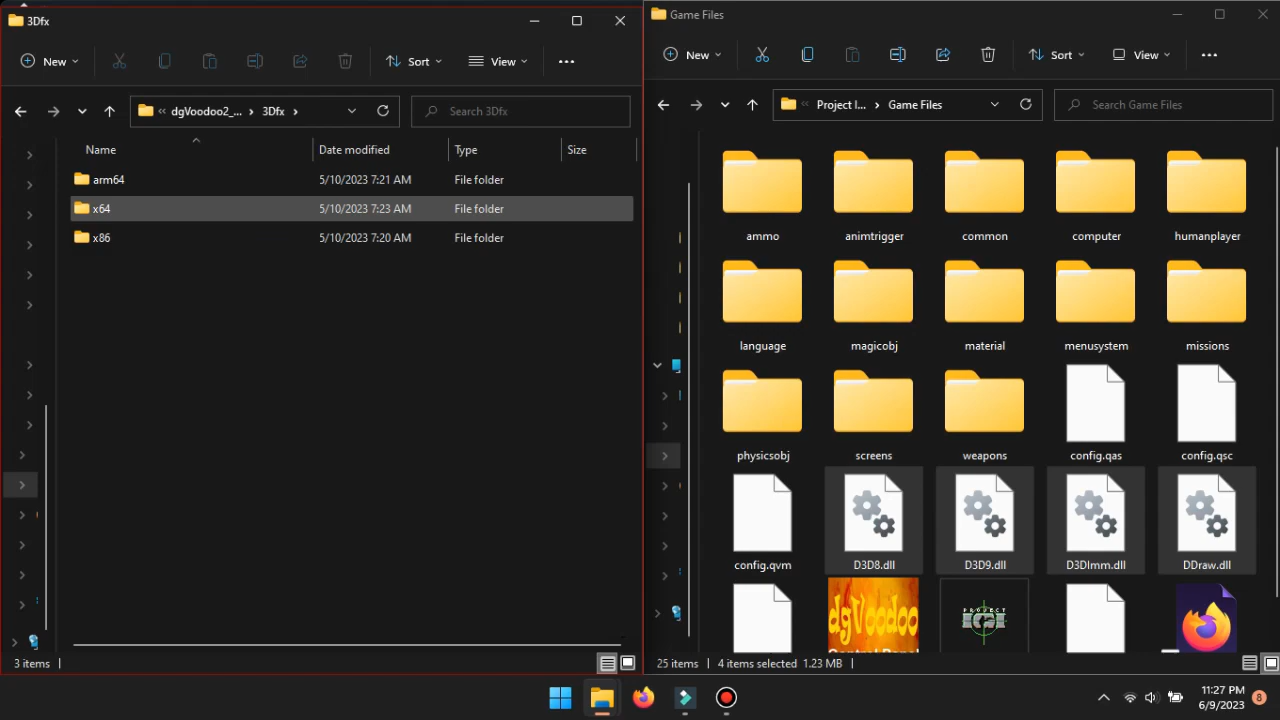 3Dfx
New
Sort
View
dgVoodoo2_...
3Dfx
Search 3Dfx
Name
Date modified
Type
Size
arm64
5/10/2023 7:21 AM
File folder
x64
5/10/2023 7:23 AM
File folder
x86
5/10/2023 7:20 AM
File folder
3 items
Game Files
New
Sort
View
Project I...
Game Files
Search Game Files
ammo
animtrigger
common
computer
humanplayer
language
magicobj
material
menusystem
missions
physicsobj
screens
weapons
config.qas
config.qsc
config.qvm
D3D8.dll
D3D9.dll
D3DImm.dll
DDraw.dll
dgVoodoo
Control Panel
PROJECT
IGI
25 items
4 items selected 1.23 MB
11:27 PM
6/9/2023
8